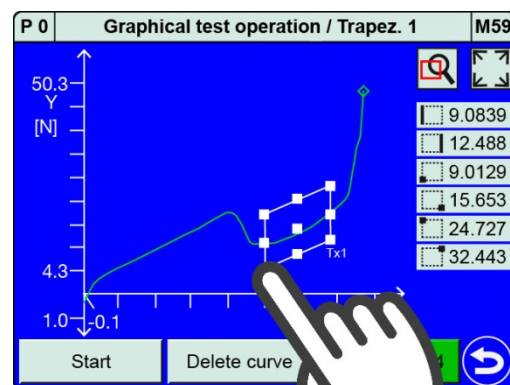 P 0 Graphical test operation / Trapez. 1 M59
50.3
Y
[N]
9.0839
12.488
9.0129
15.653
24.727
32.443
Tx1
4.3
1.0
-0.1
Start Delete curve 4